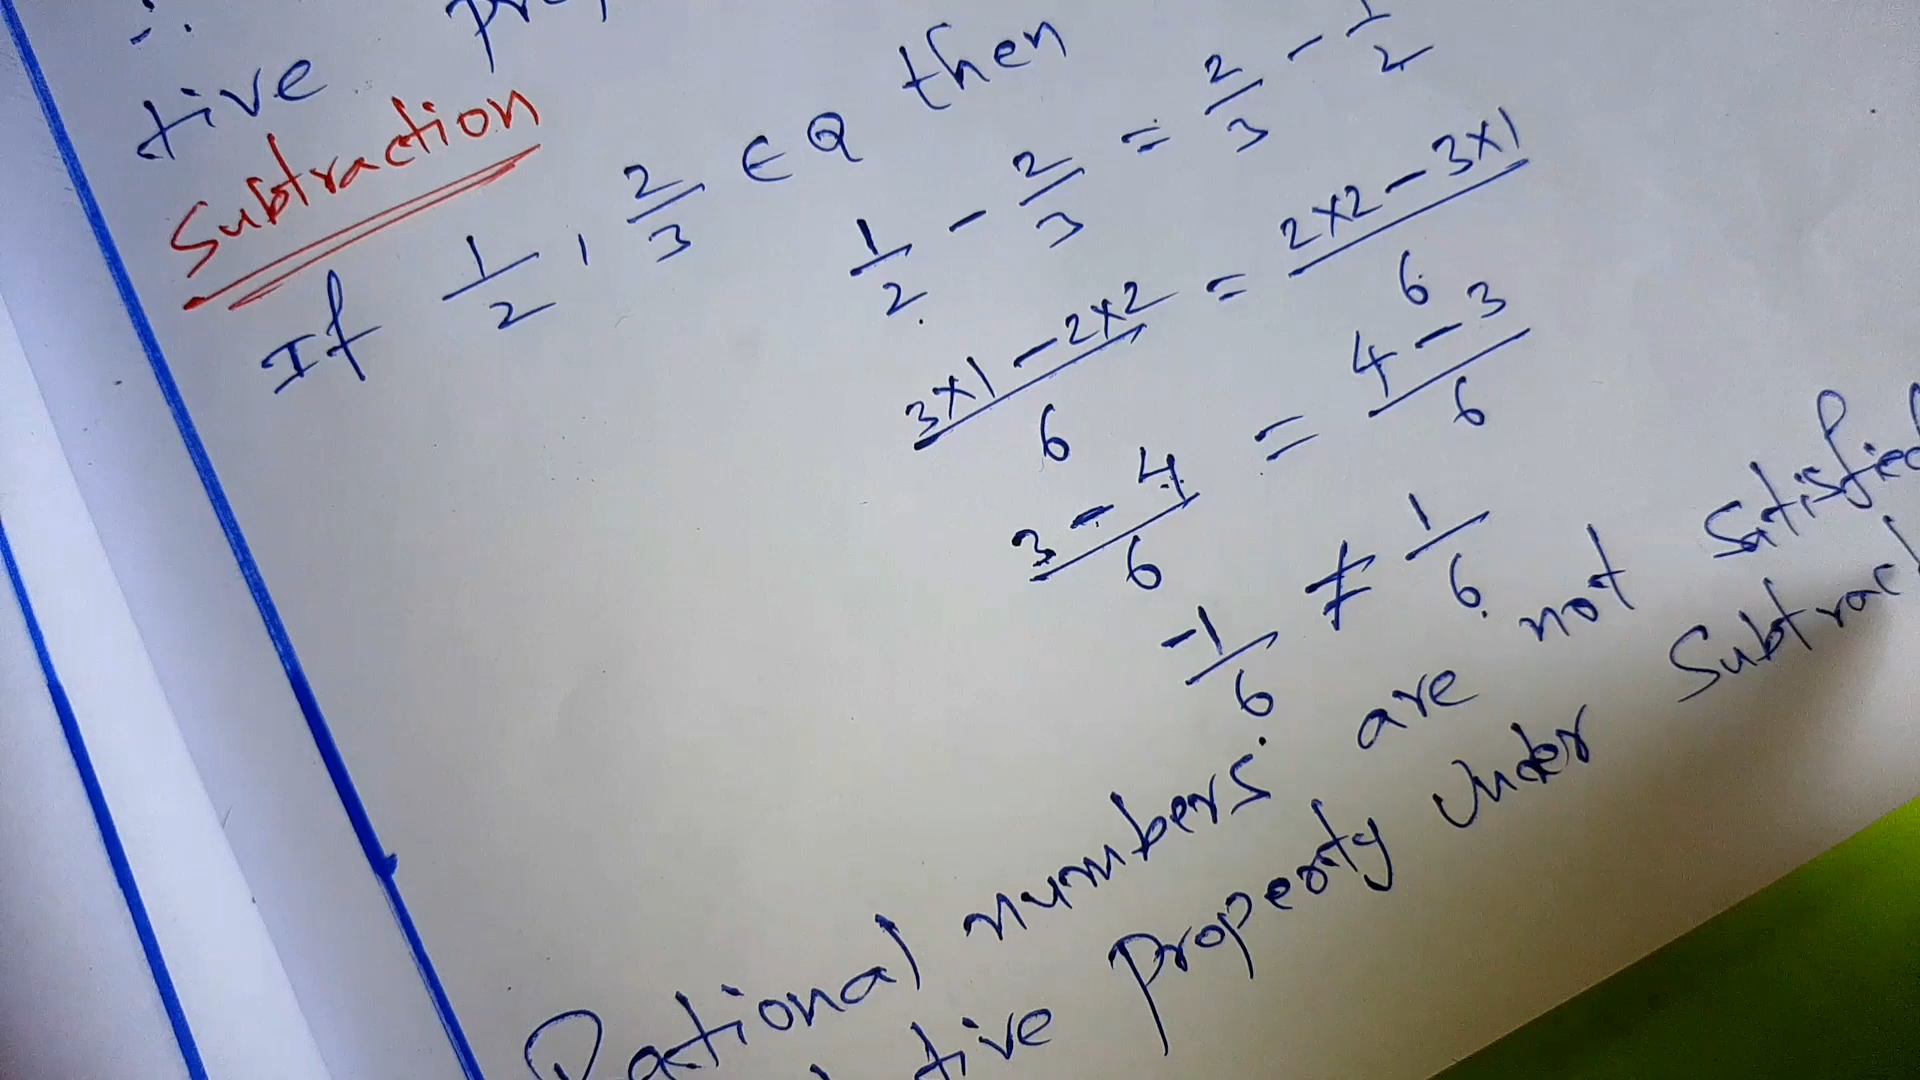 ∴
tive
Subtraction
If 1/2, 2/3 ∈ Q then
1/2 - 2/3 = 2/3 - 1/2
3×1 - 2×2/6 = 2×2 - 3×1/6
3 - 4/6 = 4 - 3/6
-1/6 ≠ 1/6
Rational numbers are not satisfied
tive property under Subtract